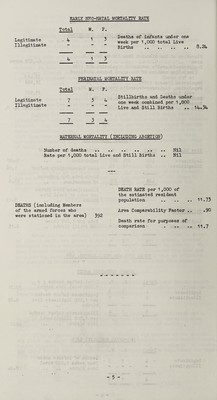 EARLY NEO-NATAL MORTALITY RATE
Total M. F.
Legitimate 4 1 3
Illegitimate - - -
4 1 3
Deaths of infants under one
week per 1,000 total Live
Births .. .. .. 8.24
PERINATAL MORTALITY RATE
Total M. F.
Legitimate 7 3 4
Illegitimate - - -
7 3 4
Stillbirths and Deaths under
one week combined per 1,000
Live and Still Births .. 14.34
MATERNAL MORTALITY (INCLUDING ABORTION)
Number of deaths .. .. .. .. .. .. Nil
Rate per 1,000 total Live and Still Births .. Nil
DEATHS (including Members
of the armed forces who
were stationed in the area) 392
DEATH RATE per 1,000 of
the estimated resident
population .. .. .. 11.73
Area Comparability Factor .. .90
Death rate for purposes of
comparison .. .. .. 11.7
- 5 -